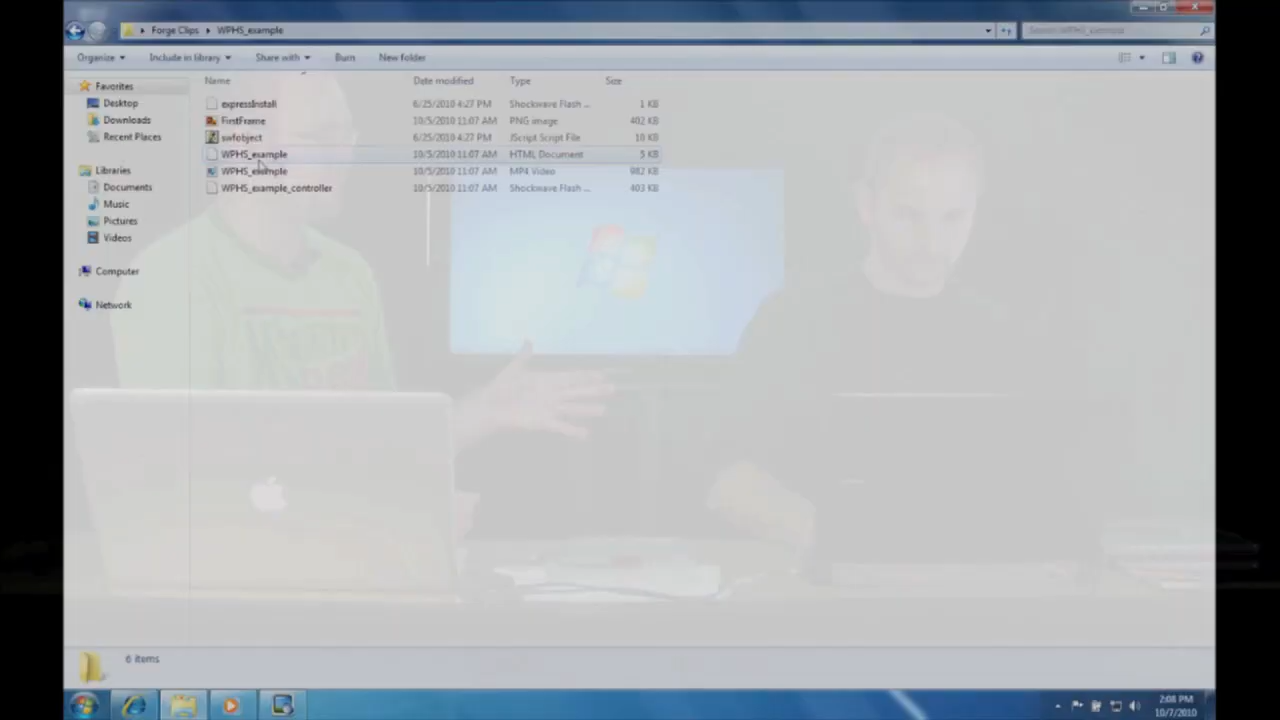 Forge Clips WPHS_example
Organize Include in library Share with Burn New folder
Favorites
Desktop
Downloads
Recent Places
Libraries
Documents
Music
Pictures
Videos
Computer
Network
Name Date modified Type Size
expressInstall 6/25/2010 4:27 PM Shockwave Flash ... 1 KB
FirstFrame 10/5/2010 11:07 AM PNG image 402 KB
swfobject 6/25/2010 4:27 PM JScript Script File 10 KB
WPHS_example 10/5/2010 11:07 AM HTML Document 5 KB
WPHS_example 10/5/2010 11:07 AM MP4 Video 982 KB
WPHS_example_controller 10/5/2010 11:07 AM Shockwave Flash ... 403 KB
6 items
2:08 PM
10/7/2010